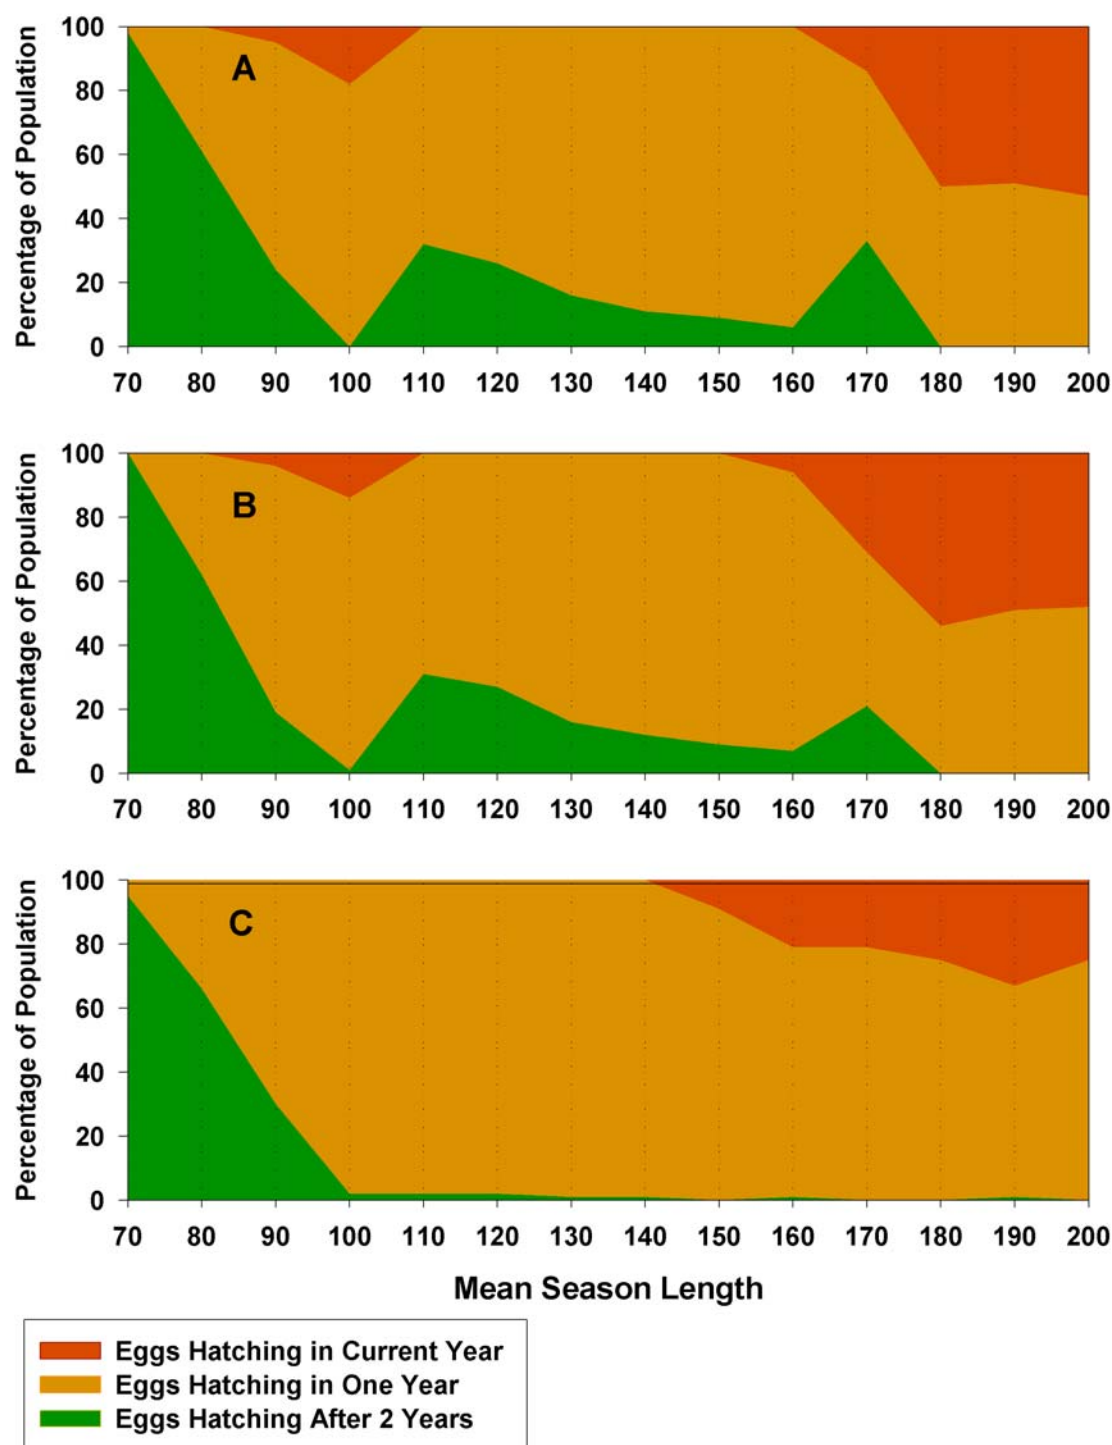 100
80
60
40
20
0
Percentage of Population
A
70 80 90 100 110 120 130 140 150 160 170 180 190 200
100
80
60
40
20
0
Percentage of Population
B
70 80 90 100 110 120 130 140 150 160 170 180 190 200
100
80
60
40
20
0
Percentage of Population
C
70 80 90 100 110 120 130 140 150 160 170 180 190 200
Mean Season Length
Eggs Hatching in Current Year
Eggs Hatching in One Year
Eggs Hatching After 2 Years